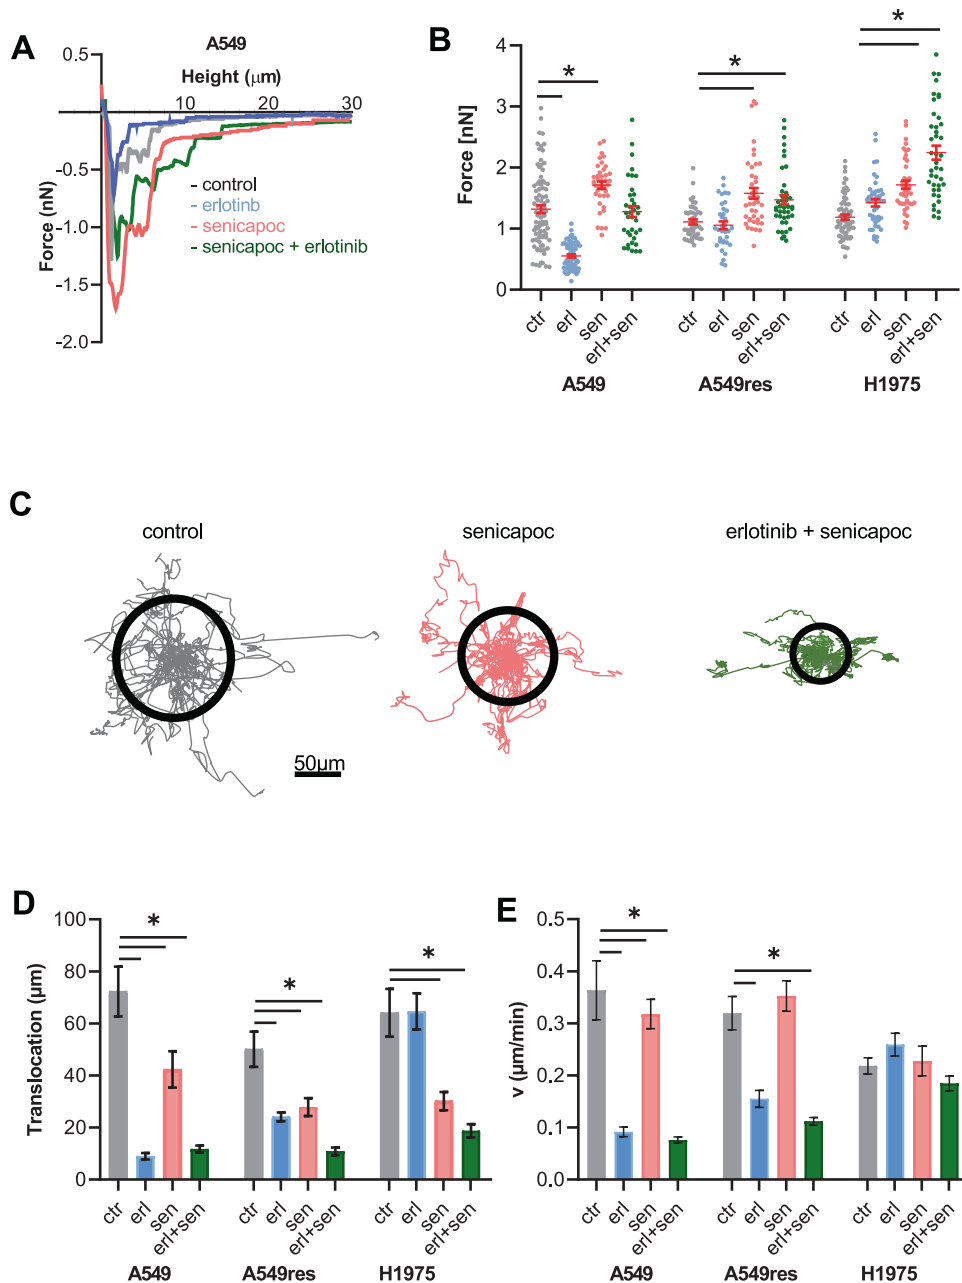 A
A549
Height (μm)
0.5
0.0
-0.5
-1.0
-1.5
-2.0
10
20
30
Force (nN)
- control
- erlotinb
- senicapoc
- senicapoc + erlotinib
B
Force [nN]
4
3
2
1
0
*
*
*
ctr
erl
sen
erl+sen
ctr
erl
sen
erl+sen
ctr
erl
sen
erl+sen
A549
A549res
H1975
C
control
senicapoc
erlotinib + senicapoc
50μm
D
Translocation (μm)
100
80
60
40
20
0
*
*
*
ctr
erl
sen
erl+sen
ctr
erl
sen
erl+sen
ctr
erl
sen
erl+sen
A549
A549res
H1975
E
v (μm/min)
0.5
0.4
0.3
0.2
0.1
0.0
*
*
ctr
erl
sen
erl+sen
ctr
erl
sen
erl+sen
ctr
erl
sen
erl+sen
A549
A549res
H1975